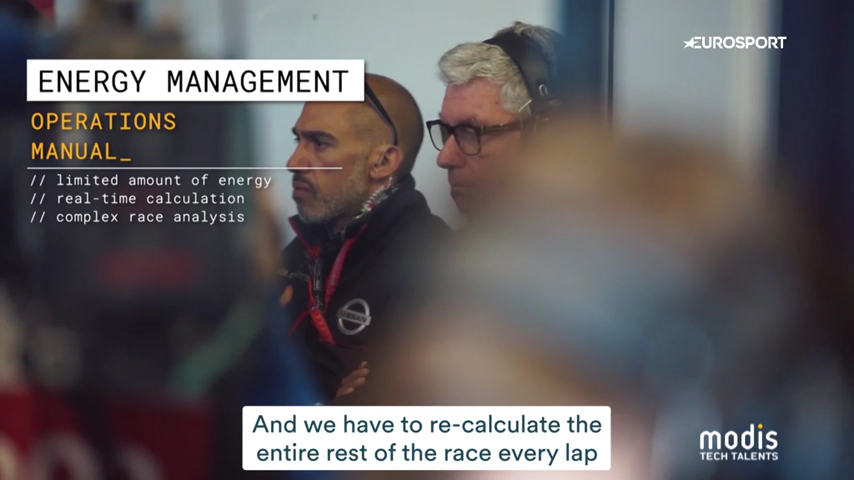 EUROSPORT
ENERGY MANAGEMENT
OPERATIONS
MANUAL_
// limited amount of energy
// real-time calculation
// complex race analysis
And we have to re-calculate the
entire rest of the race every lap
modis
TECH TALENTS